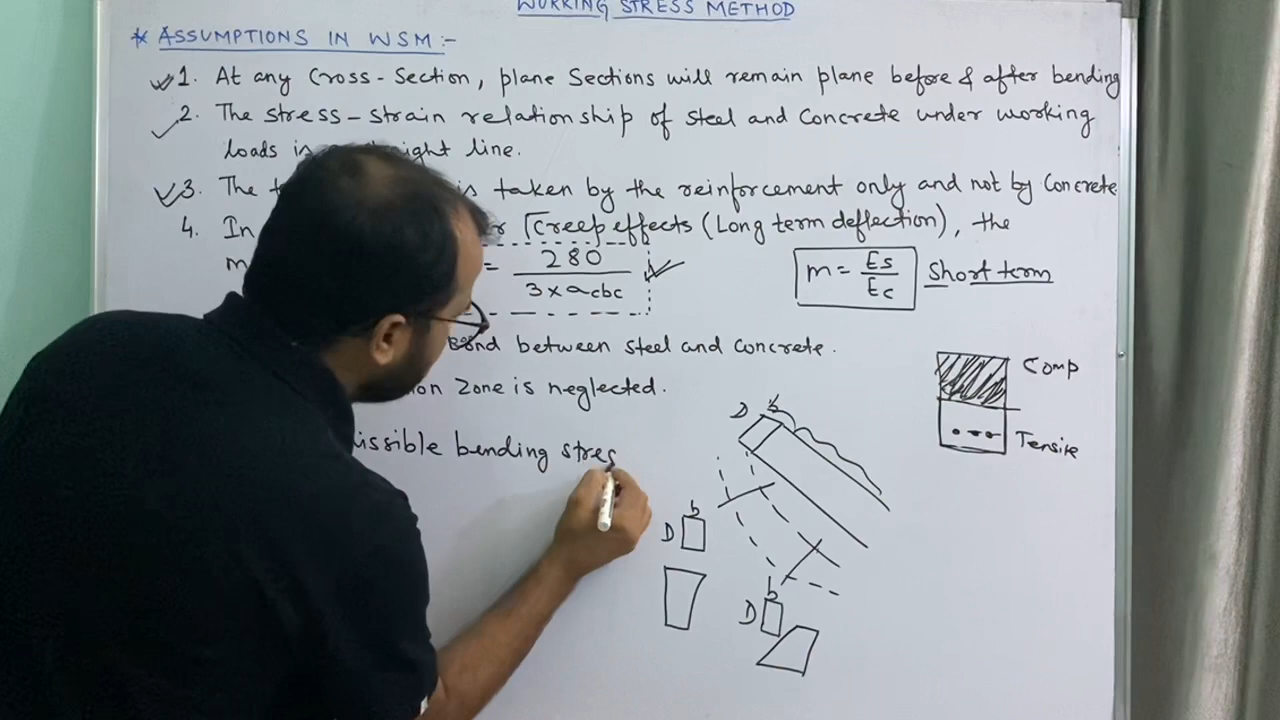 WORKING STRESS METHOD
* ASSUMPTIONS IN WSM:-
1. At any Cross-Section, plane Sections will remain plane before & after bending
2. The stress-strain relationship of steel and Concrete under working
loads is line.
3. The is taken by the reinforcement only and not by Concrete
4. In Creep effects (Long term deflection), the
m = 280 / 3×σcbc
m = Es / Ec Short term
Bond between steel and concrete.
Zone is neglected.
bending stres
Comp
Tensile
D b
b
D
b
D